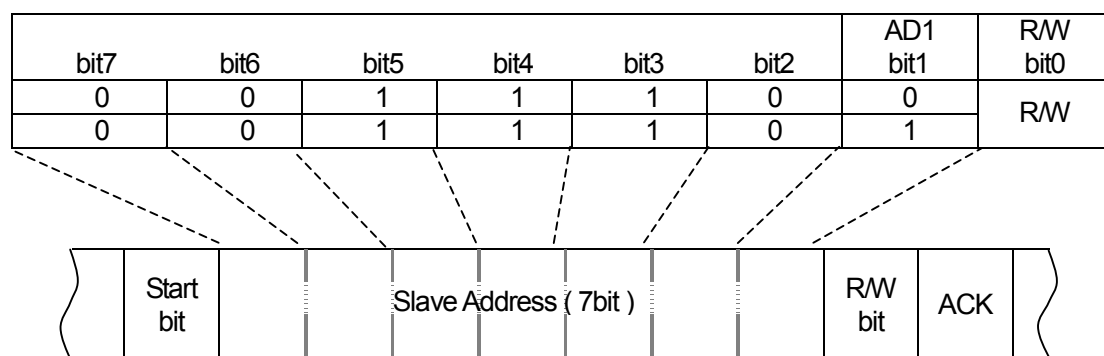 AD1 R/W
bit7 bit6 bit5 bit4 bit3 bit2 bit1 bit0
0 0 1 1 1 0 0 R/W
0 0 1 1 1 0 1
Start bit Slave Address ( 7bit ) R/W bit ACK